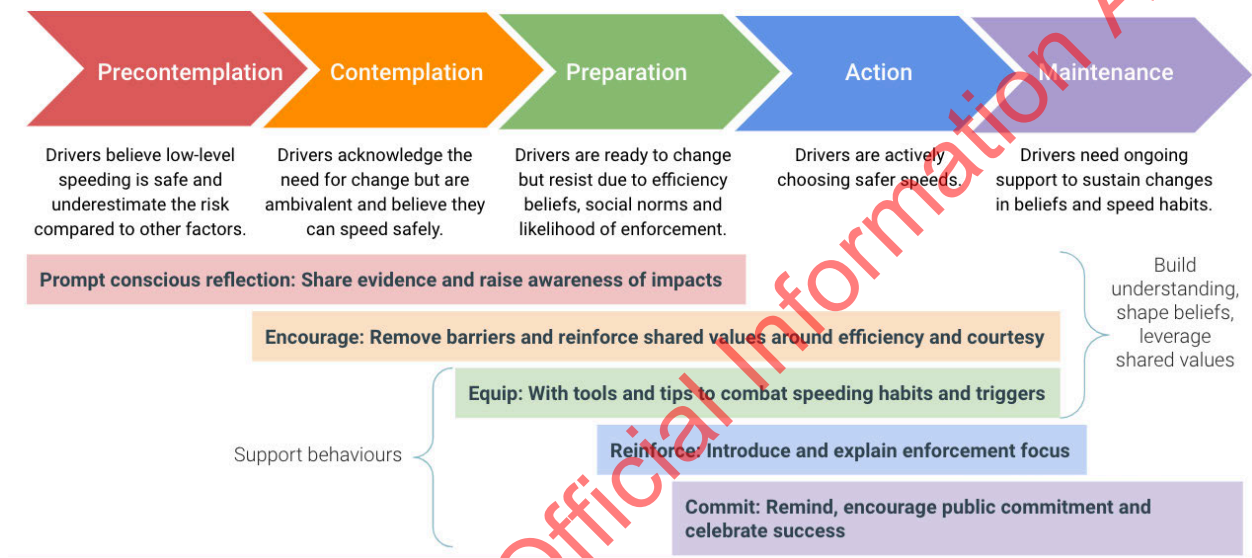 Precontemplation
Contemplation
Preparation
Action
Maintenance
Drivers believe low-level
speeding is safe and
underestimate the risk
compared to other factors.
Drivers acknowledge the
need for change but are
ambivalent and believe they
can speed safely.
Drivers are ready to change
but resist due to efficiency
beliefs, social norms and
likelihood of enforcement.
Drivers are actively
choosing safer speeds.
Drivers need ongoing
support to sustain changes
in beliefs and speed habits.
Prompt conscious reflection: Share evidence and raise awareness of impacts
Encourage: Remove barriers and reinforce shared values around efficiency and courtesy
Equip: With tools and tips to combat speeding habits and triggers
Build
understanding,
shape beliefs,
leverage
shared values
Support behaviours
Reinforce: Introduce and explain enforcement focus
Commit: Remind, encourage public commitment and
celebrate success
Official Information A